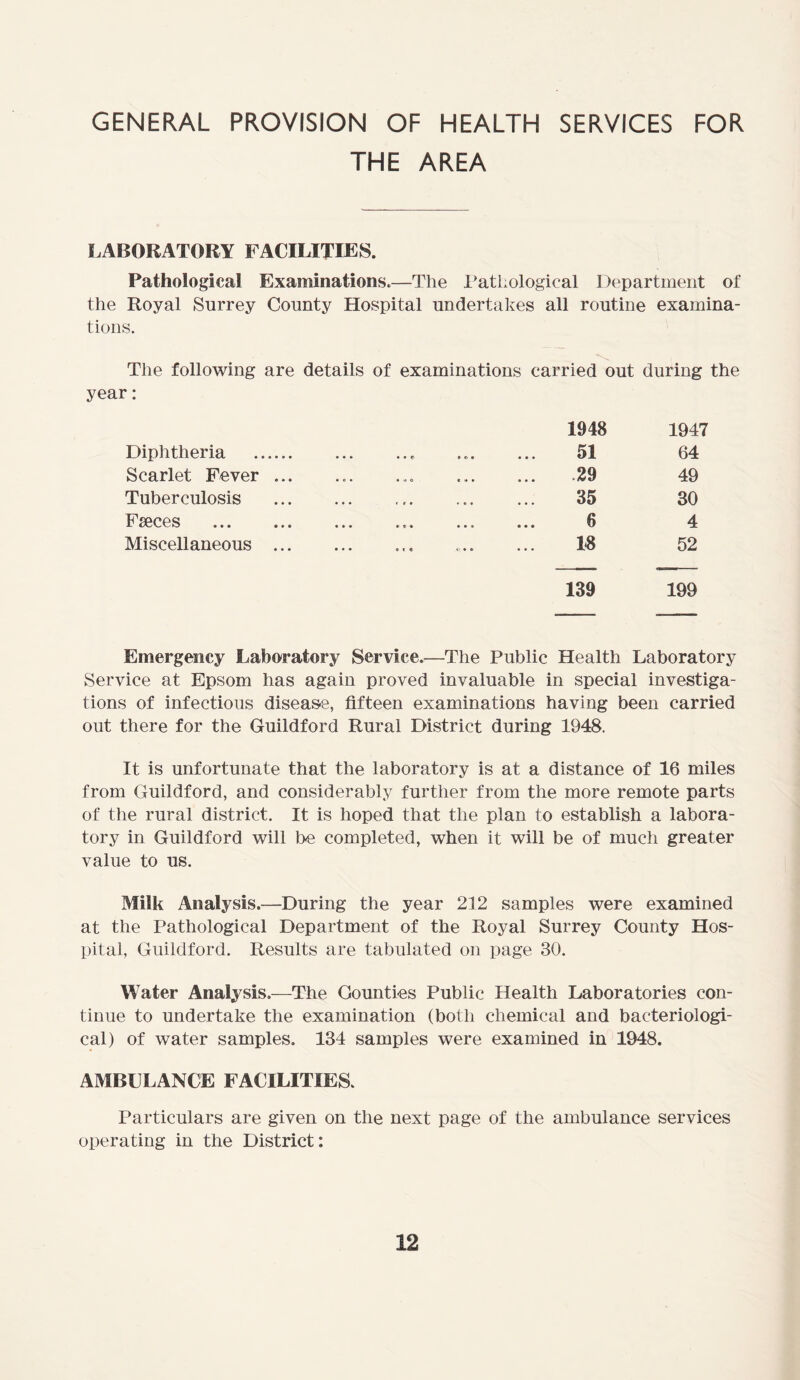 GENERAL PROVISION OF HEALTH SERVICES FOR
THE AREA
LABORATORY FACILITIES.
Pathological Examinations.—The Pathological Department of
the Royal Surrey County Hospital undertakes all routine examina-
tions.
The following are details of examinations carried out during the
year:
1948 1947
Diphtheria ...... ... ... ... ... 51 64
Scarlet Fever ... ... ... ... ... .29 49
Tuberculosis ... ... ... ... ... 35 30
Fæces ... ... ... ... ... ... 6 4
Miscellaneous ... ... ... ... ... 18 52
139 199
Emergency Laboratory Service.—The Public Health Laboratory
Service at Epsom has again proved invaluable in special investiga-
tions of infectious disease, fifteen examinations having been carried
out there for the Guildford Rural District during 1948.
It is unfortunate that the laboratory is at a distance of 16 miles
from Guildford, and considerably further from the more remote parts
of the rural district. It is hoped that the plan to establish a labora-
tory in Guildford will be completed, when it will be of much greater
value to us.
Milk Analysis.—During the year 212 samples were examined
at the Pathological Department of the Royal Surrey County Hos-
pital, Guildford. Results are tabulated on page 30.
Water Analysis.—The Counties Public Health Laboratories con-
tinue to undertake the examination (both chemical and bacteriologi-
cal) of water samples. 134 samples were examined in 1948.
AMBULANCE FACILITIES.
Particulars are given on the next page of the ambulance services
operating in the District:
12